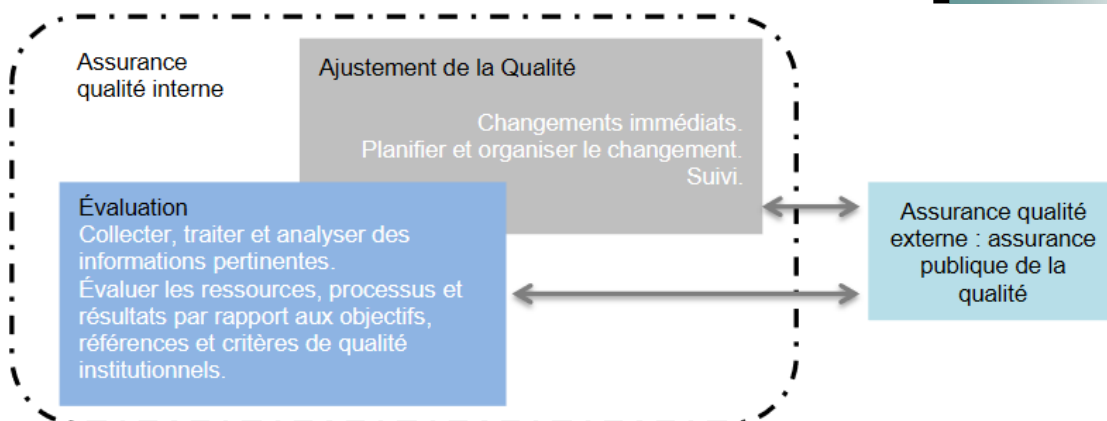 Assurance
qualité interne
Ajustement de la Qualité
Changements immédiats.
Planifier et organiser le changement.
Suivi.
Évaluation
Collecter, traiter et analyser des
informations pertinentes.
Évaluer les ressources, processus et
résultats par rapport aux objectifs,
références et critères de qualité
institutionnels.
Assurance qualité
externe : assurance
publique de la
qualité